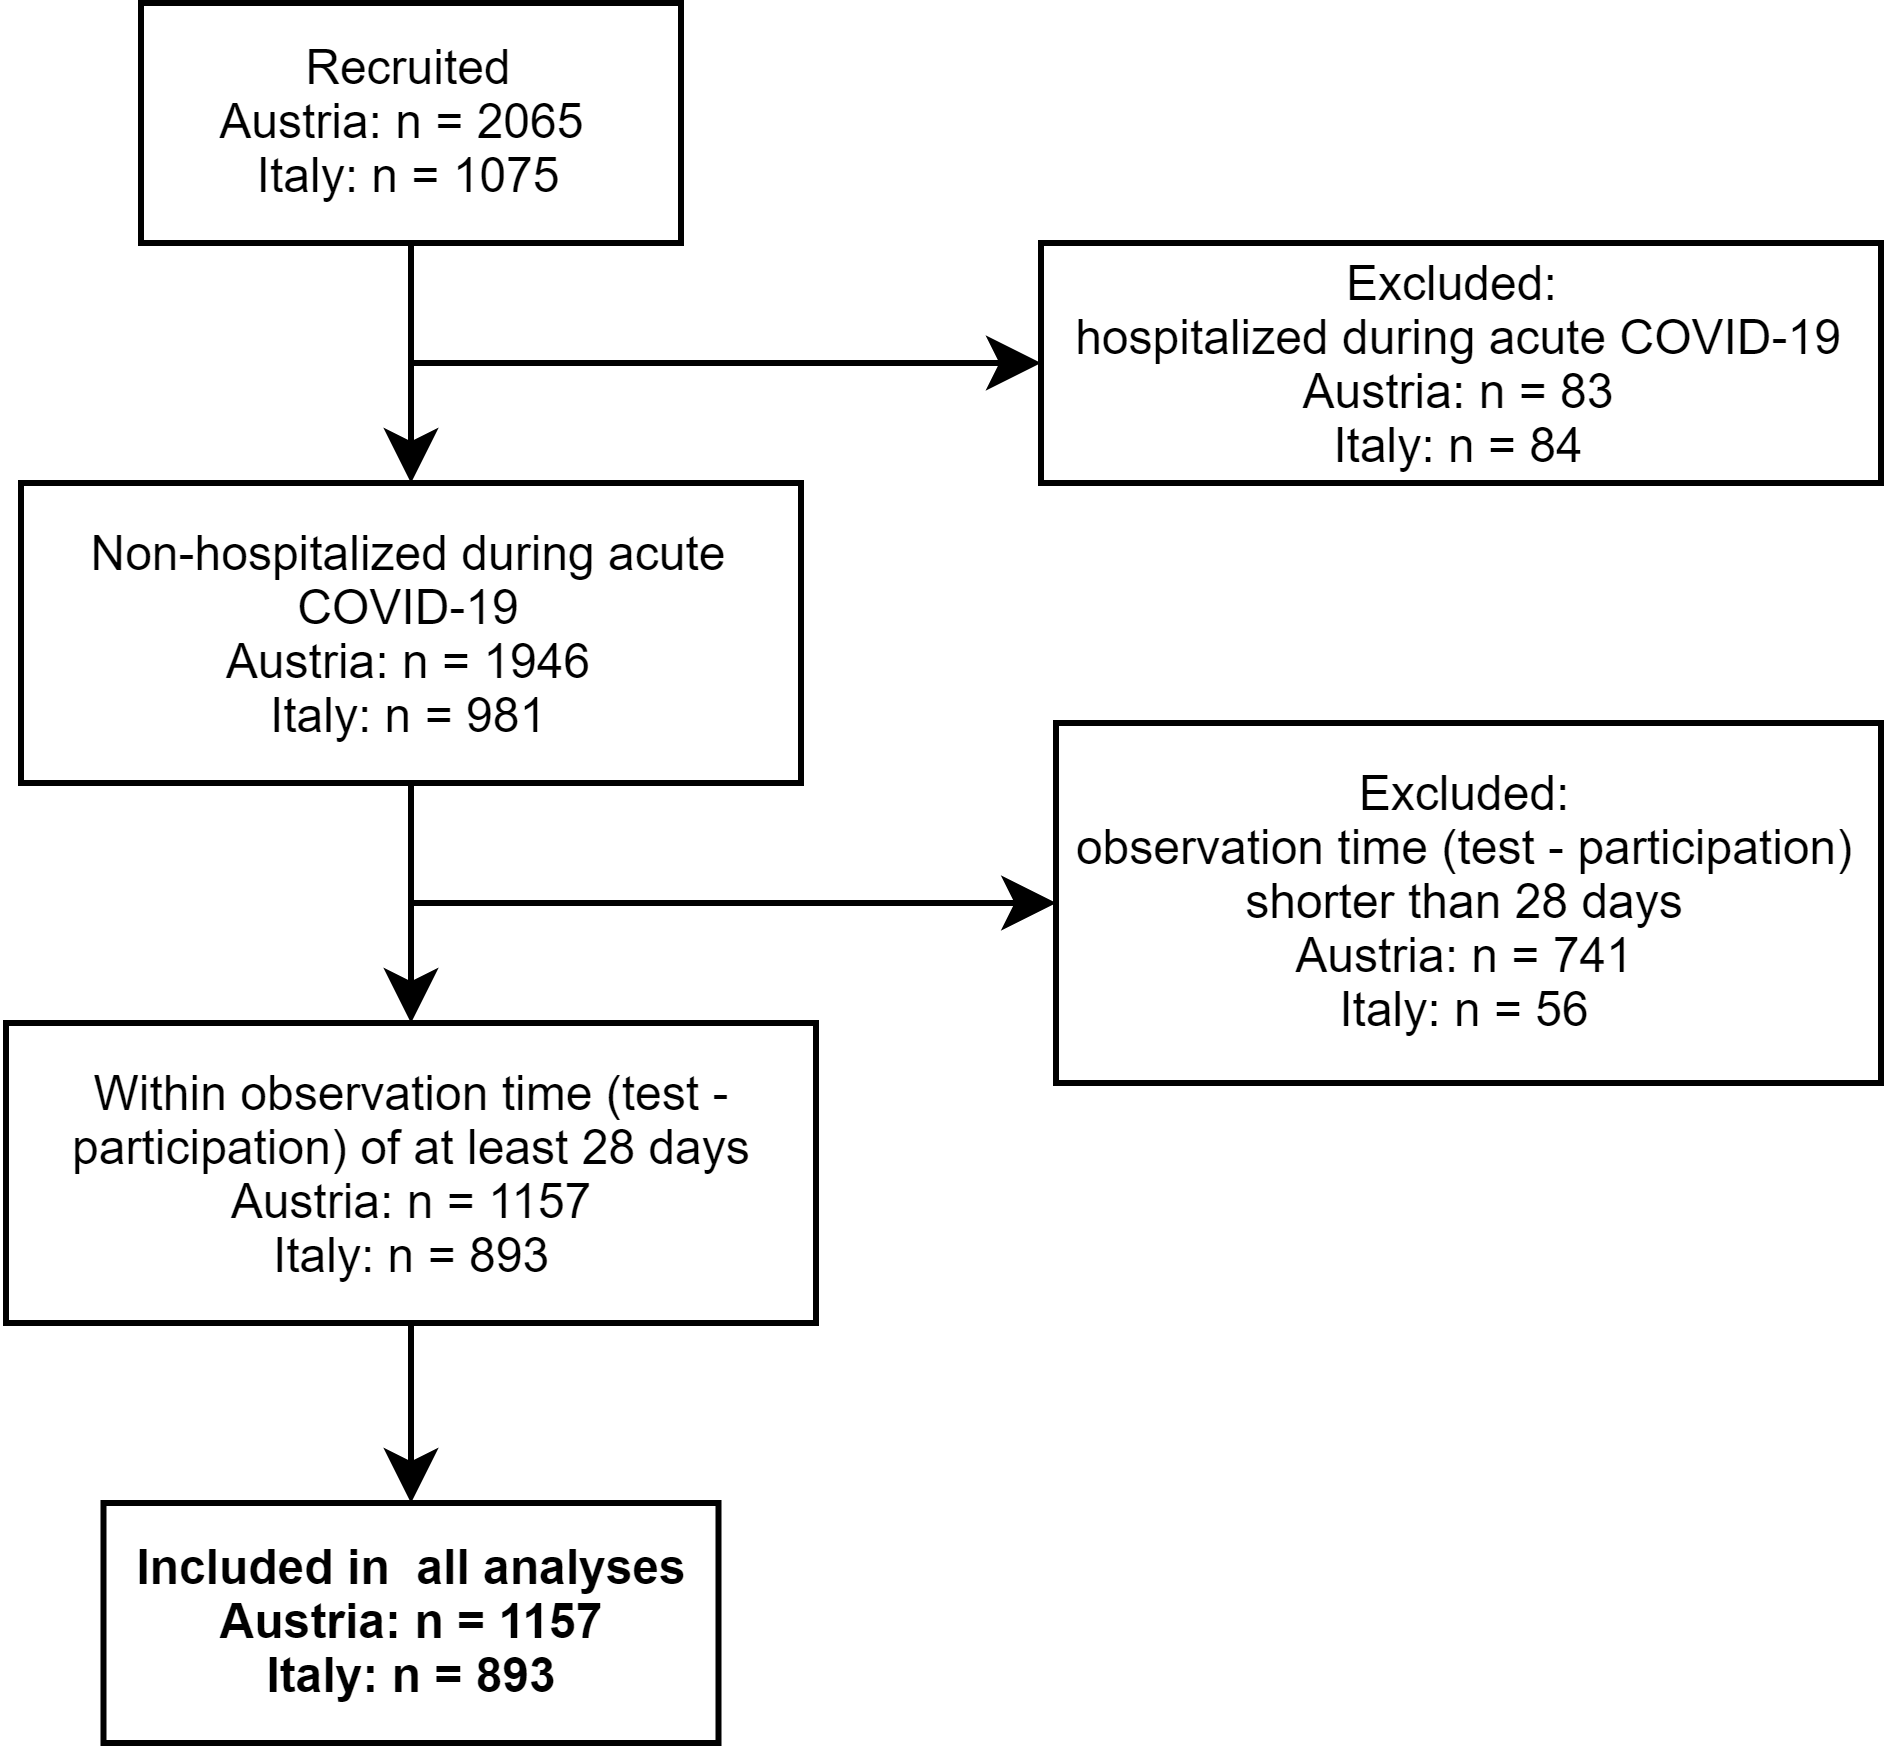 Recruited
Austria: n = 2065
Italy: n = 1075
Excluded:
hospitalized during acute COVID-19
Austria: n = 83
Italy: n = 84
Non-hospitalized during acute
COVID-19
Austria: n = 1946
Italy: n = 981
Excluded:
observation time (test - participation)
shorter than 28 days
Austria: n = 741
Italy: n = 56
Within observation time (test -
participation) of at least 28 days
Austria: n = 1157
Italy: n = 893
Included in  all analyses
Austria: n = 1157
Italy: n = 893